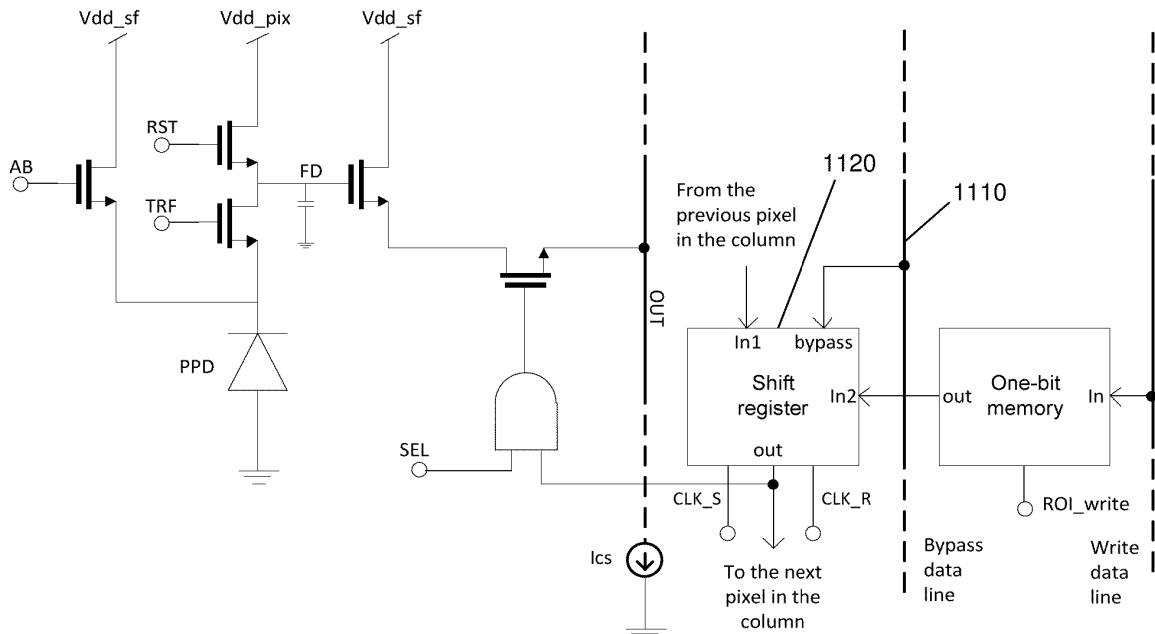 Vdd_sf
Vdd_pix
Vdd_sf
RST
AB
FD
TRF
1120
1110
From the
previous pixel
in the column
OUT
In1
bypass
PPD
Shift
register
In2
out
One-bit
memory
In
out
SEL
CLK_S
CLK_R
ROI_write
Ics
To the next
pixel in the
column
Bypass
data
line
Write
data
line